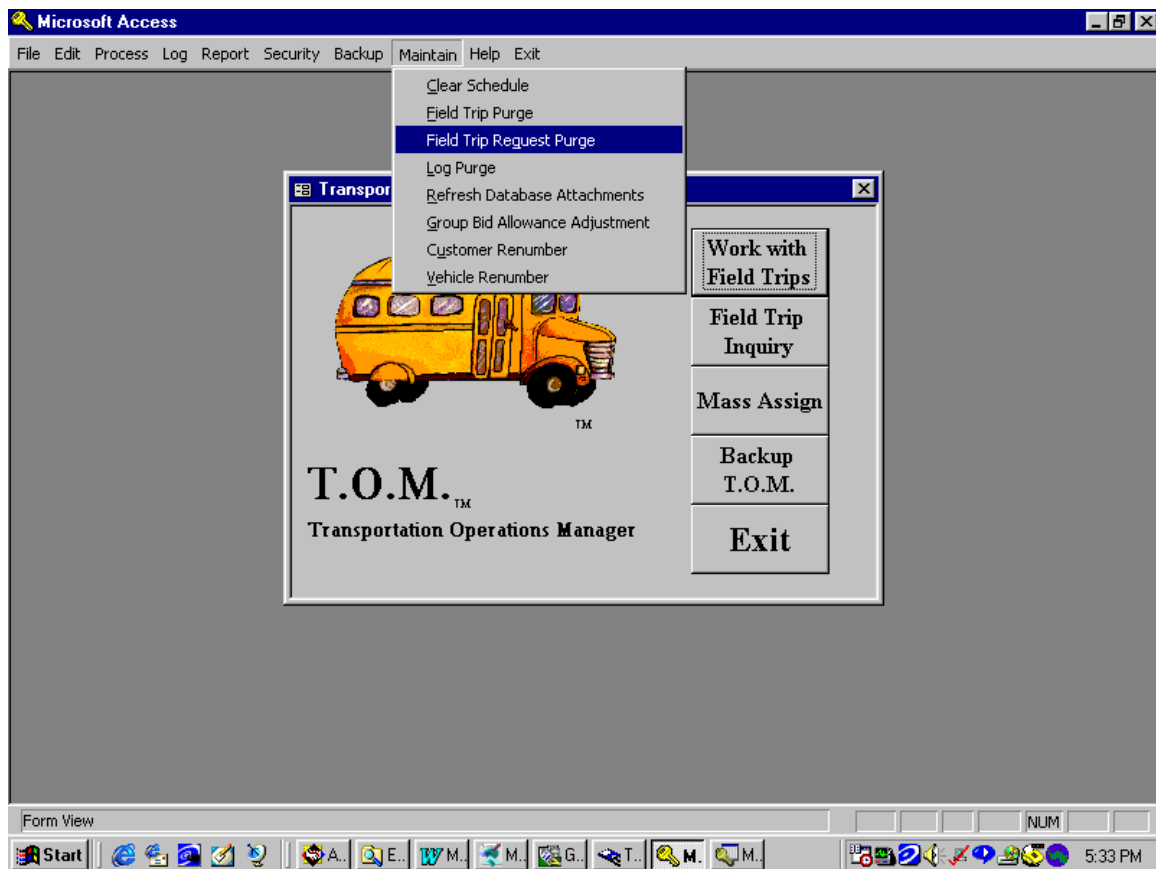 Microsoft Access
File Edit Process Log Report Security Backup Maintain Help Exit
Clear Schedule
Field Trip Purge
Field Trip Request Purge
Log Purge
Refresh Database Attachments
Group Bid Allowance Adjustment
Customer Renumber
Vehicle Renumber
Transpor
Work with
Field Trips
Field Trip
Inquiry
Mass Assign
Backup
T.O.M.
Exit
TM
T.O.M. TM
Transportation Operations Manager
Form View
NUM
Start A.. E.. M.. M.. G.. T.. M. M.. 5:33 PM